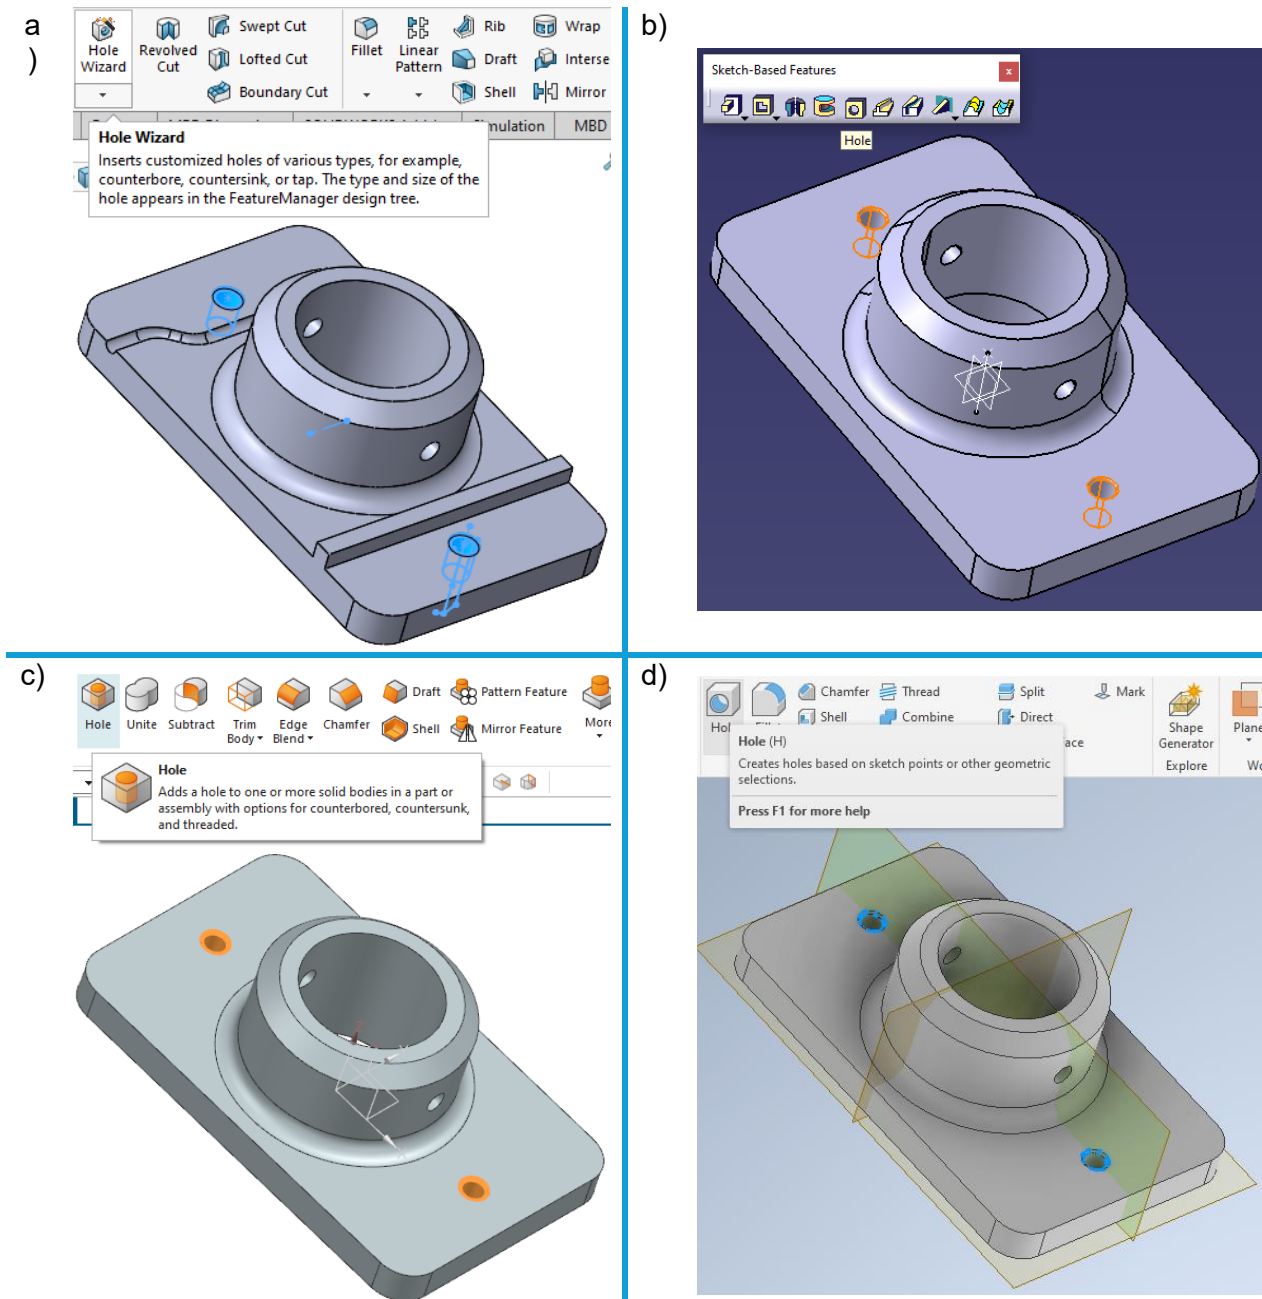 a
)
Hole
Wizard
Revolved
Cut
Swept Cut
Lofted Cut
Boundary Cut
Fillet
Linear
Pattern
Rib
Draft
Shell
Wrap
Interse
Mirror
Simulation
MBD
Hole Wizard
Inserts customized holes of various types, for example,
counterbore, countersink, or tap. The type and size of the
hole appears in the FeatureManager design tree.
b)
Sketch-Based Features
x
Hole
c)
Hole
Unite
Subtract
Trim
Body
Edge
Blend
Chamfer
Draft
Shell
Pattern Feature
Mirror Feature
More
Hole
Adds a hole to one or more solid bodies in a part or
assembly with options for counterbored, countersunk,
and threaded.
d)
Chamfer
Shell
Thread
Combine
Split
Direct
Mark
Shape
Generator
Explore
Plane
Hole (H)
Creates holes based on sketch points or other geometric
selections.
Press F1 for more help